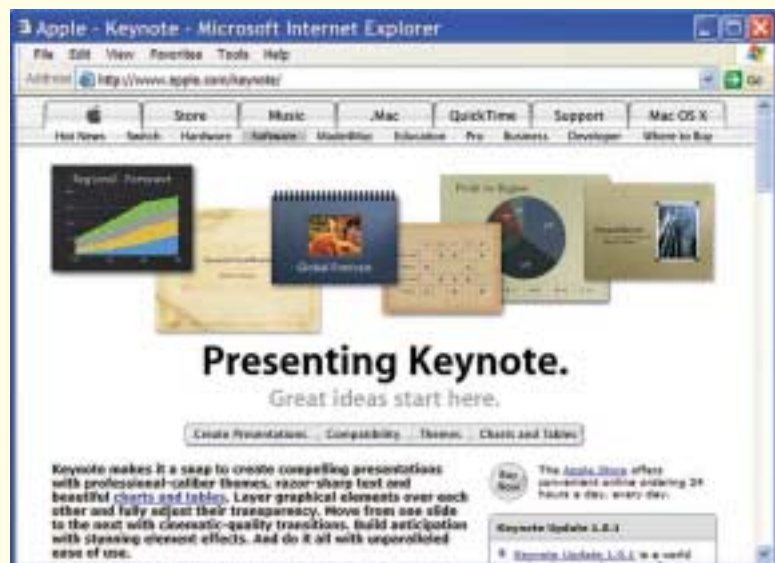 Apple - Keynote - Microsoft Internet Explorer
File Edit View Favorites Tools Help
Address http://www.apple.com/keynote/ Go
Store Music .Mac QuickTime Support Mac OS X
Hot News Switch Hardware Software Made4Mac Education Pro Business Developer Where to Buy
Regional Forecast
Global Forecast
Presenting Keynote.
Great ideas start here.
Create Presentations Compatibility Themes Charts and Tables
Keynote makes it a snap to create compelling presentations
with professional-caliber themes, razor-sharp text and
beautiful charts and tables. Layer graphical elements over each
other and fully adjust their transparency. Move from one slide
to the next with cinematic-quality transitions. Build anticipation
with stunning element effects. And do it all with unparalleled
ease of use.
Buy
Now
The Apple Store offers
convenient online ordering 24
hours a day, every day.
Keynote Update 1.0.1
Keynote Update 1.0.1 is a world